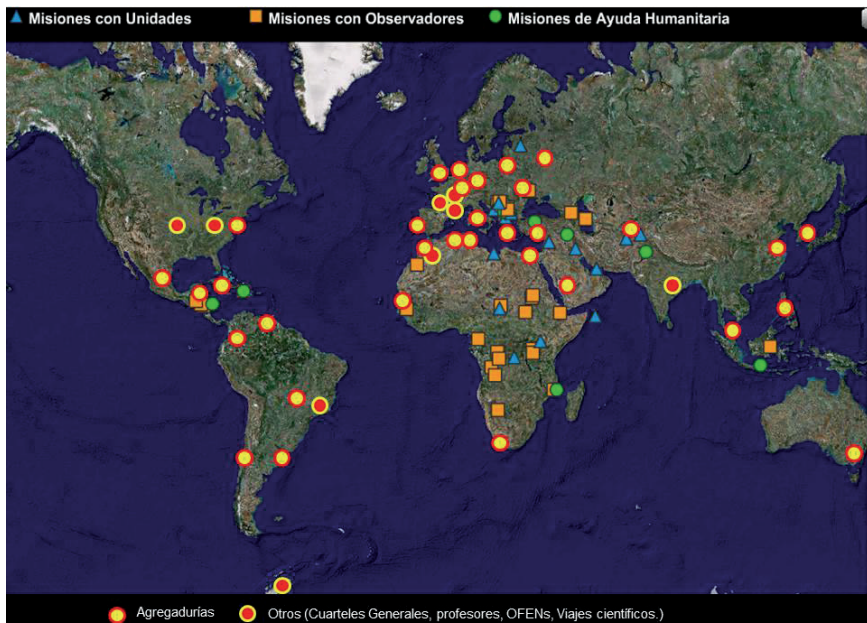 Misiones con Unidades Misiones con Observadores Misiones de Ayuda Humanitaria
Agregadurías Otros (Cuarteles Generales, profesores, OFENs, Viajes científicos.)